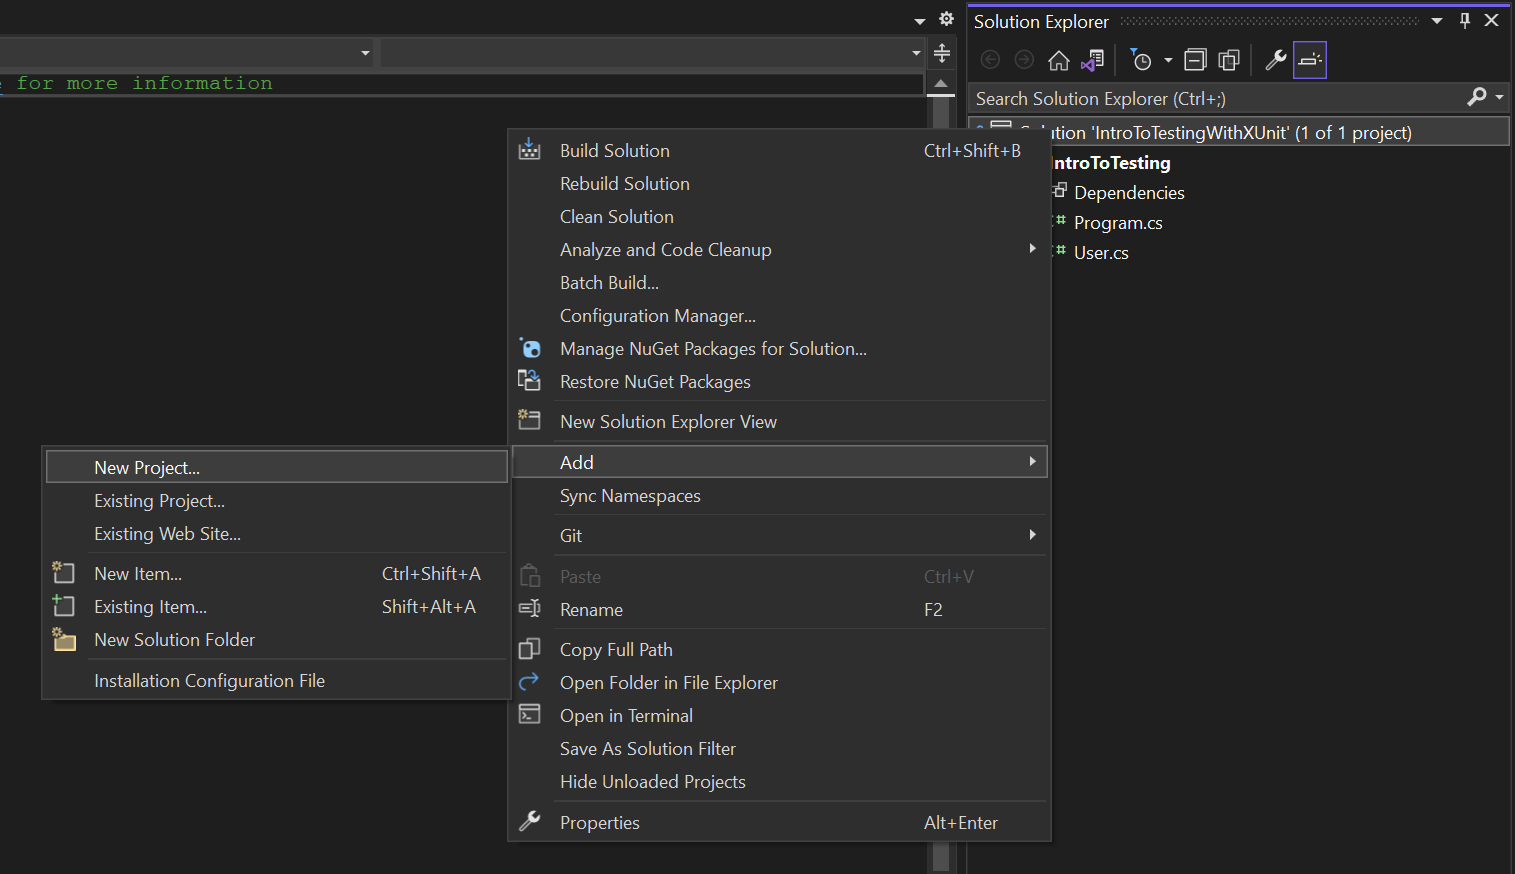 Solution Explorer
for more information
Search Solution Explorer (Ctrl+;)
Solution 'IntroToTestingWithXUnit' (1 of 1 project)
IntroToTesting
Dependencies
Program.cs
User.cs
Build Solution Ctrl+Shift+B
Rebuild Solution
Clean Solution
Analyze and Code Cleanup
Batch Build...
Configuration Manager...
Manage NuGet Packages for Solution...
Restore NuGet Packages
New Solution Explorer View
Add
Sync Namespaces
Git
Paste Ctrl+V
Rename F2
Copy Full Path
Open Folder in File Explorer
Open in Terminal
Save As Solution Filter
Hide Unloaded Projects
Properties Alt+Enter
New Project...
Existing Project...
Existing Web Site...
New Item... Ctrl+Shift+A
Existing Item... Shift+Alt+A
New Solution Folder
Installation Configuration File